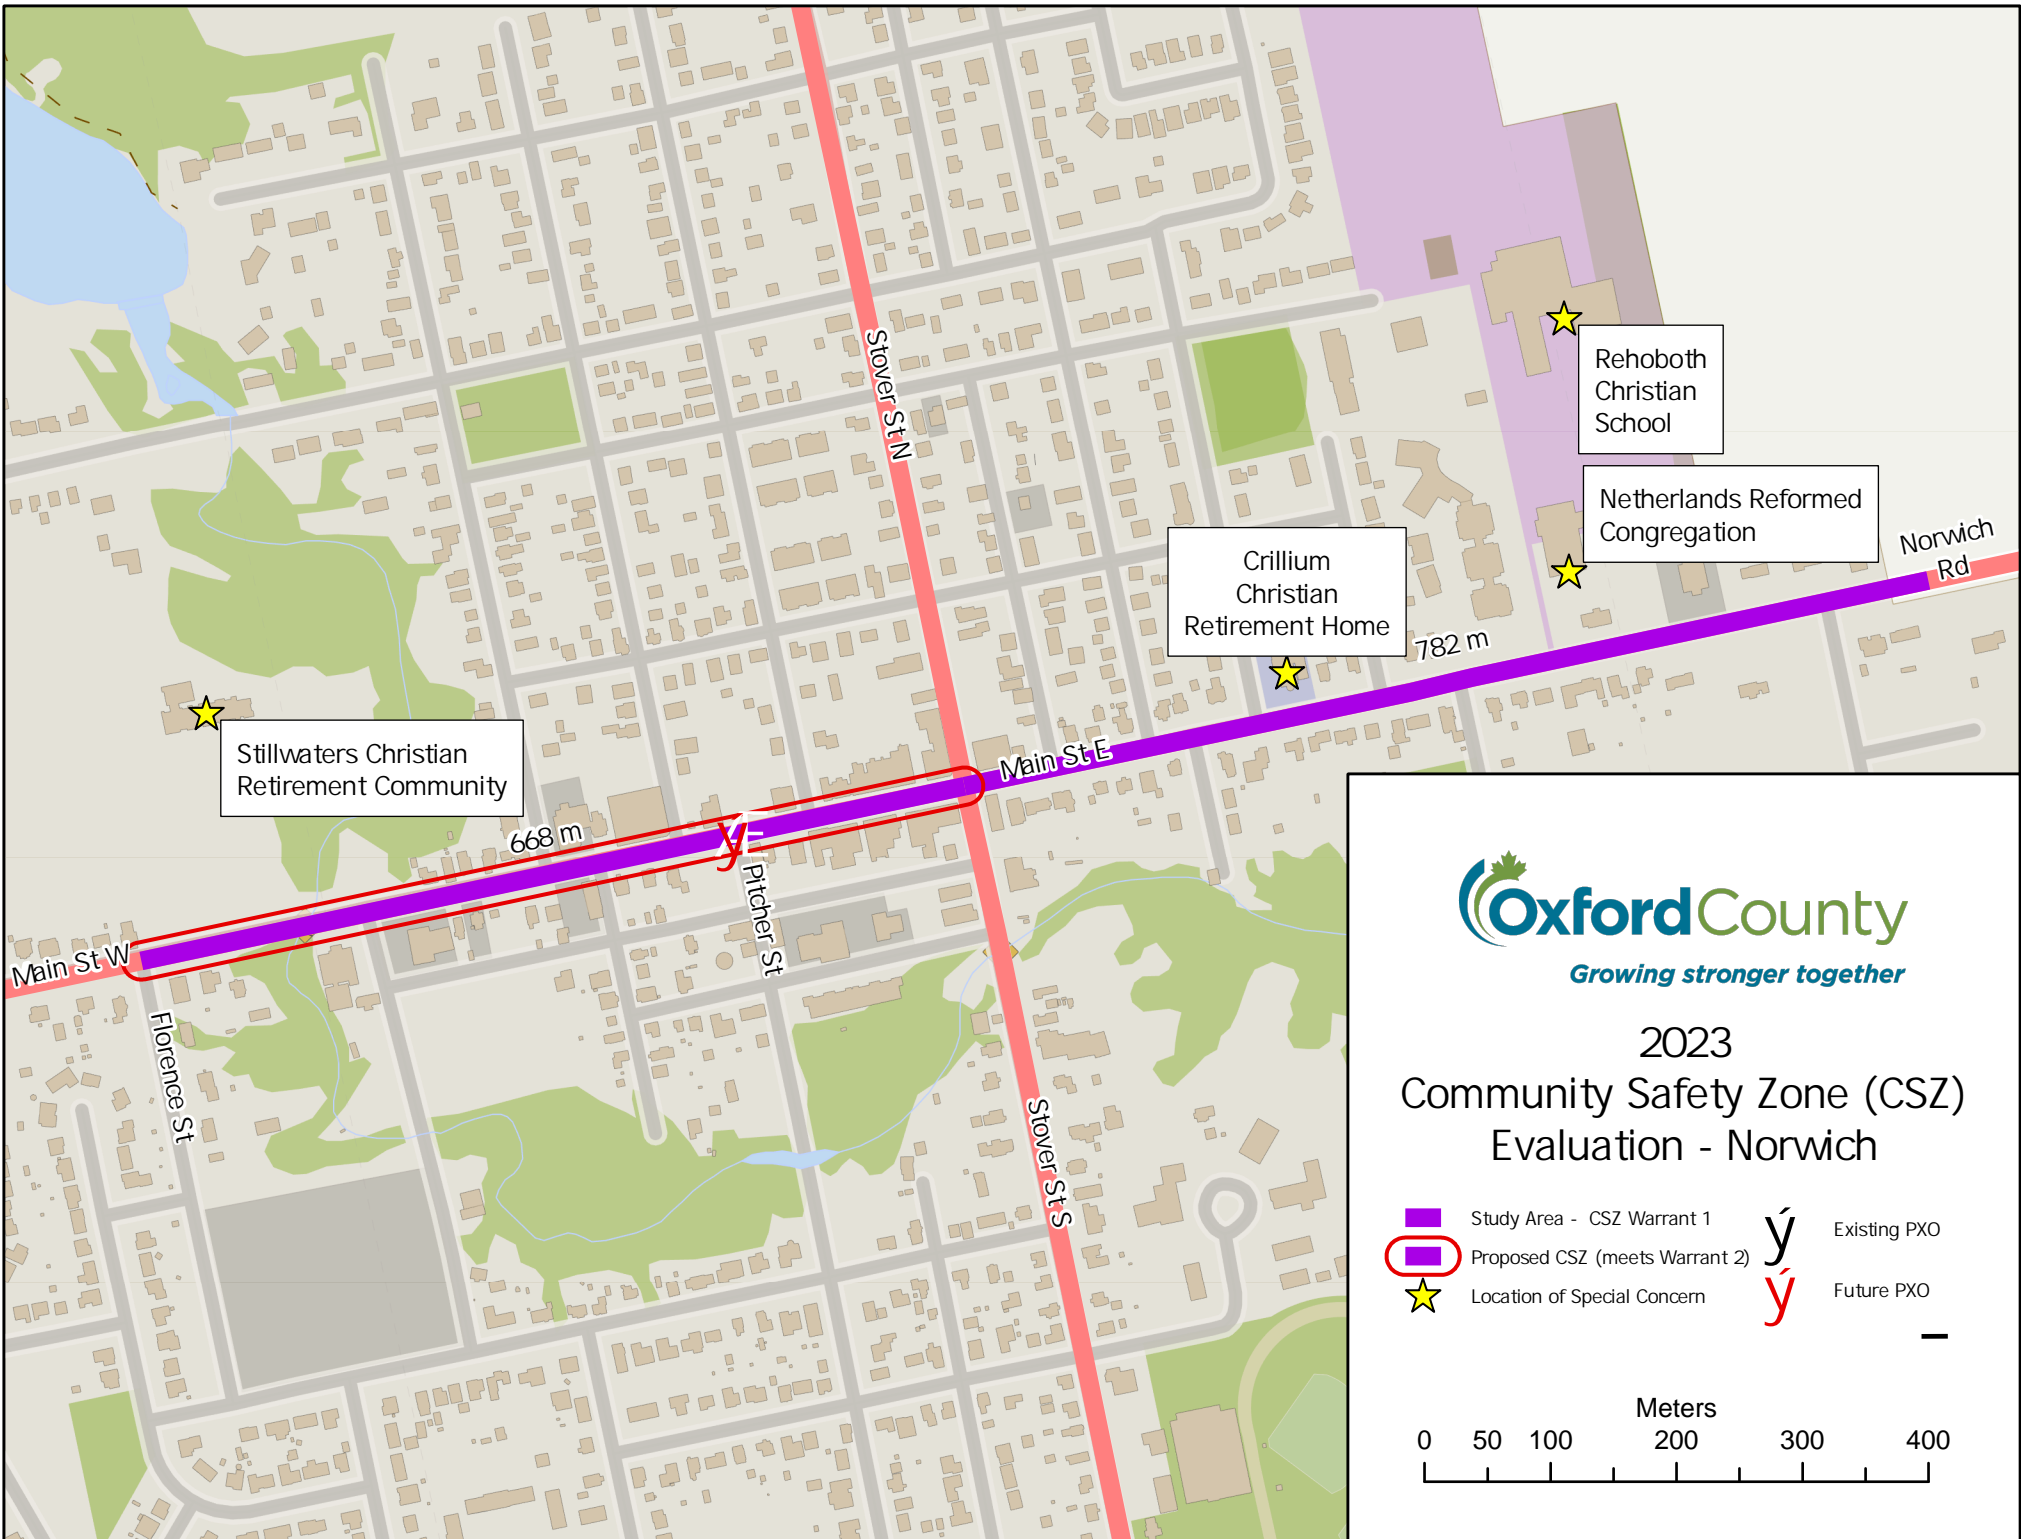 Stover St N
Rehoboth
Christian
School
Netherlands Reformed
Congregation
Norwich
Rd
Crillium
Christian
Retirement Home
782 m
Stillwaters Christian
Retirement Community
Main St E
668 m
ý
Pitcher St
Main St W
Florence St
Stover St S
OxfordCounty
Growing stronger together
2023
Community Safety Zone (CSZ)
Evaluation - Norwich
Study Area - CSZ Warrant 1
ý Existing PXO
Proposed CSZ (meets Warrant 2)
ý Future PXO
Location of Special Concern
Meters
0 50 100 200 300 400